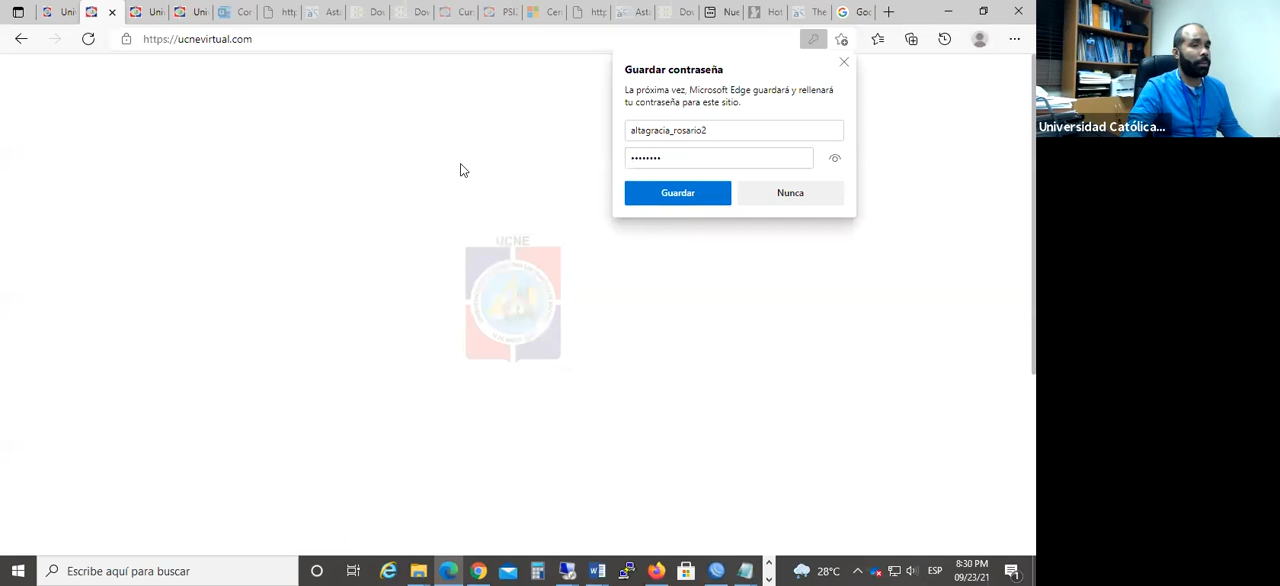 Uni
Uni
Uni
Cor
http
Ast
Dov
Dov
Cur
PSI.
Cer
http
Ast
Dov
Nue
Hot
The
Goo
https://ucnevirtual.com
Guardar contraseña
La próxima vez, Microsoft Edge guardará y rellenará
tu contraseña para este sitio.
altagracia_rosario2
••••••••
Guardar
Nunca
UCNE
Universidad Católica...
Escribe aquí para buscar
28°C
ESP
8:30 PM
09/23/21
1